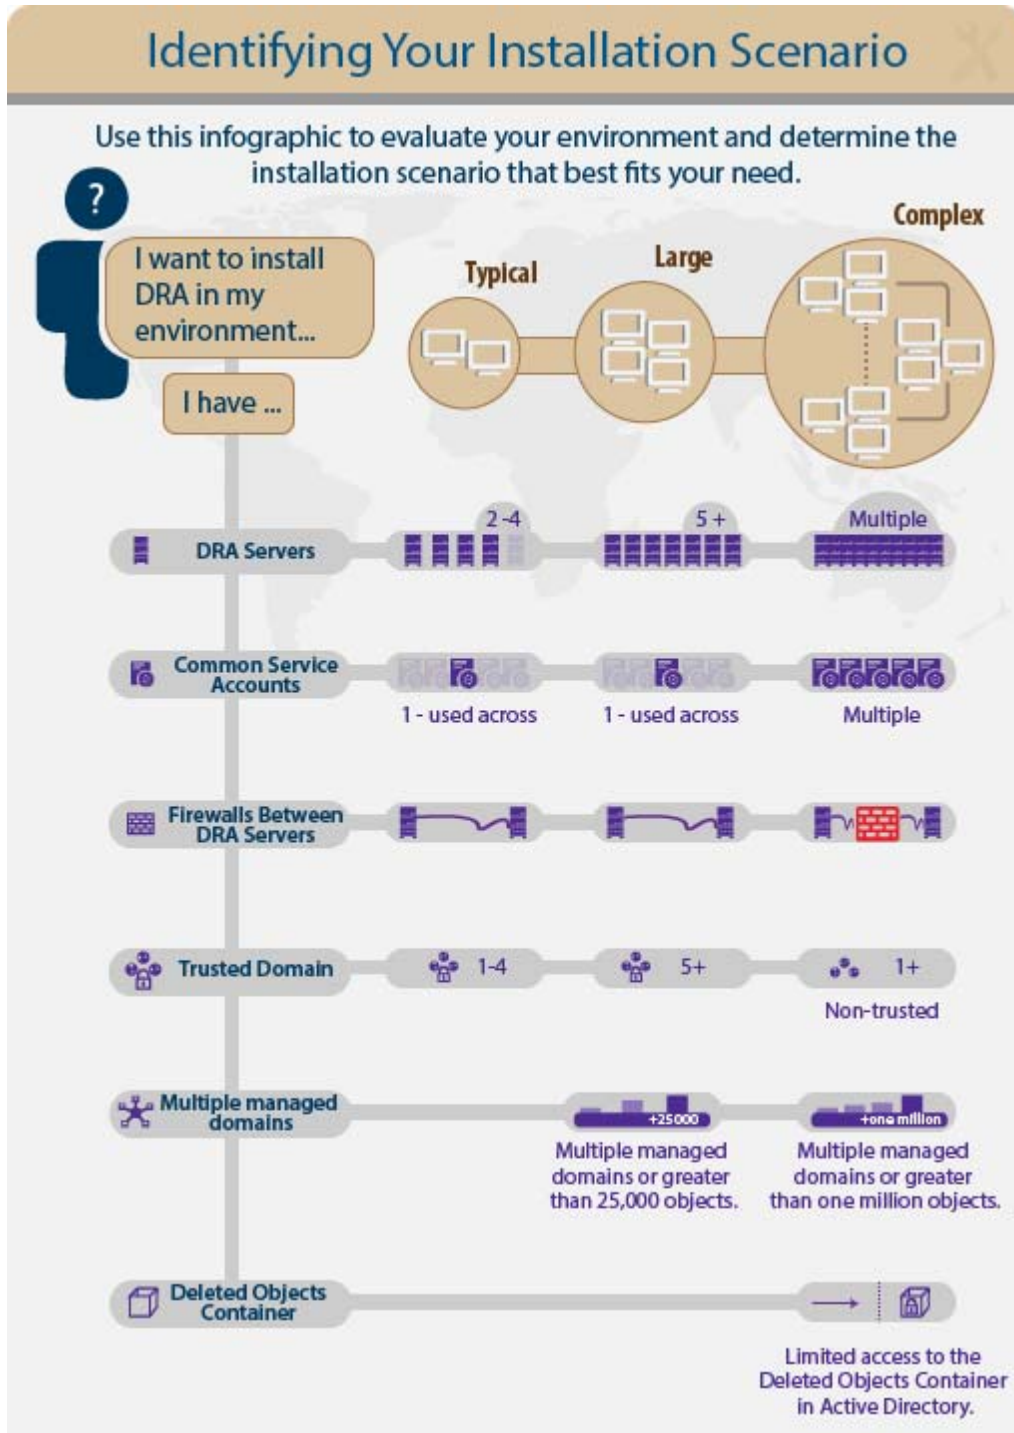 Identifying Your Installation Scenario
Use this infographic to evaluate your environment and determine the
installation scenario that best fits your need.
?
I want to install
DRA in my
environment...
I have ...
Typical
Large
Complex
DRA Servers
2-4
5 +
Multiple
Common Service
Accounts
1 - used across
1 - used across
Multiple
Firewalls Between
DRA Servers
Trusted Domain
1-4
5+
1+
Non-trusted
Multiple managed
domains
+25000
Multiple managed
domains or greater
than 25,000 objects.
+one million
Multiple managed
domains or greater
than one million objects.
Deleted Objects
Container
Limited access to the
Deleted Objects Container
in Active Directory.